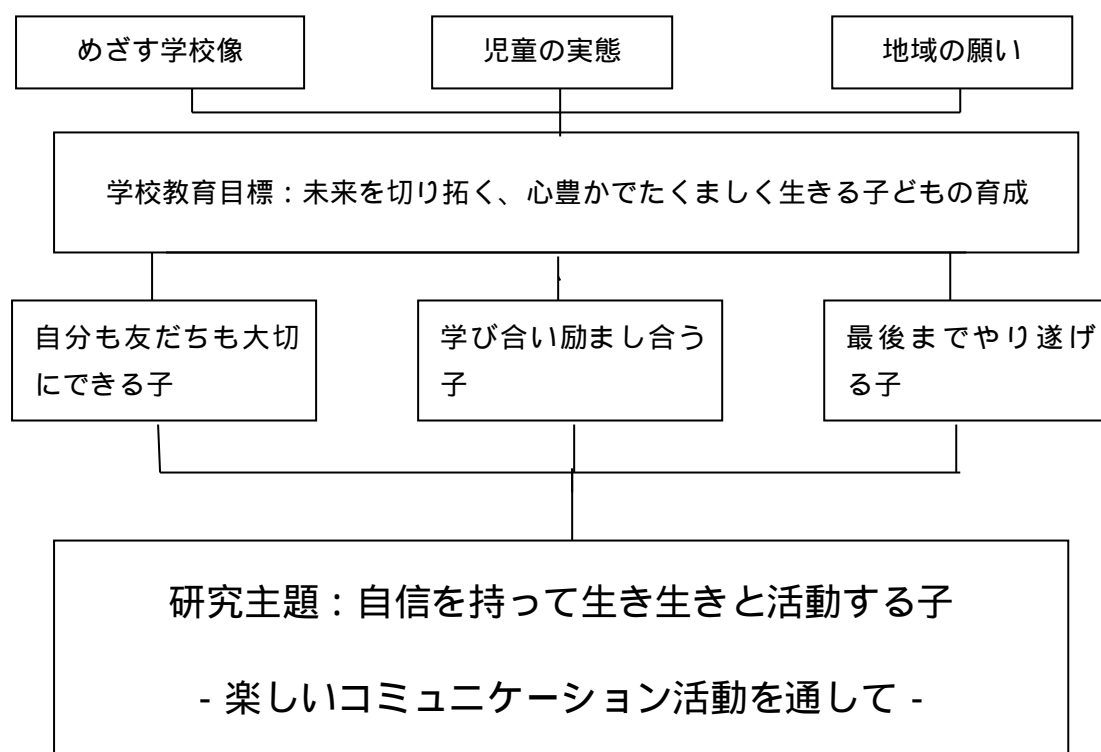 めざす学校像
児童の実態
地域の願い
学校教育目標：未来を切り拓く、心豊かでたくましく生きる子どもの育成
自分も友だちも大切
にできる子
学び合い励まし合う
子
最後までやり遂げ
る子
研究主題：自信を持って生き生きと活動する子
- 楽しいコミュニケーション活動を通して -